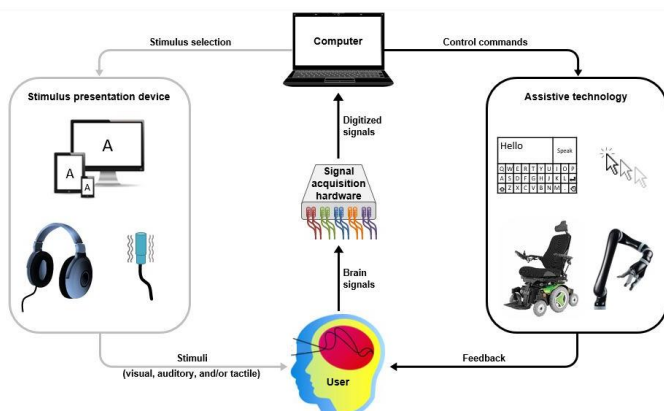 Stimulus selection
Computer
Control commands
Stimulus presentation device
A
A
A
Digitized
signals
Signal
acquisition
hardware
Brain
signals
Assistive technology
Hello
Speak
Q W E R T Y U I O P
A S D F G H J K L
Z X C V B N M
Stimuli
(visual, auditory, and/or tactile)
User
Feedback